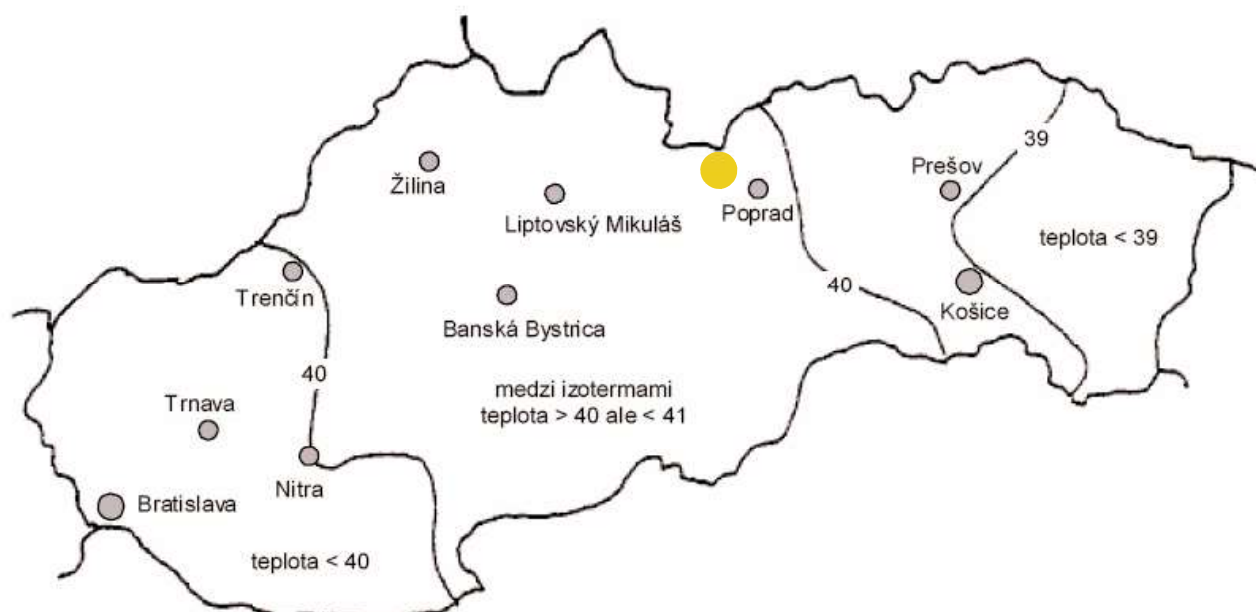 39
Prešov
Žilina
Poprad
Liptovský Mikuláš
teplota < 39
Trenčín
40
Košice
Banská Bystrica
40
medzi izotermami
teplota > 40 ale < 41
Trnava
Nitra
Bratislava
teplota < 40